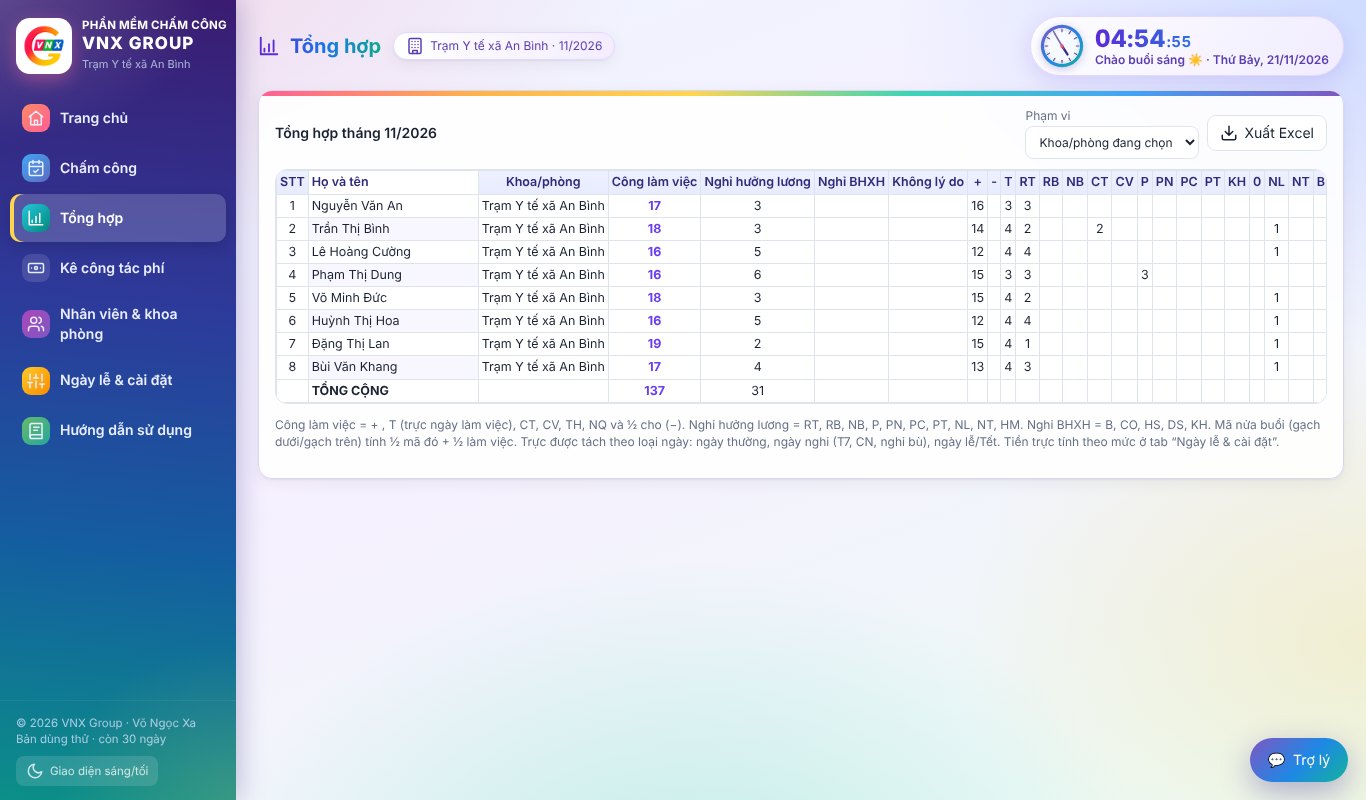 PHẦN MỀM CHẤM CÔNG
VNX GROUP
Trạm Y tế xã An Bình
VNX
Trang chủ
Chấm công
Tổng hợp
Kê công tác phí
Nhân viên & khoa
phòng
Ngày lễ & cài đặt
Hướng dẫn sử dụng
© 2026 VNX Group · Võ Ngọc Xa
Bản dùng thử · còn 30 ngày
Giao diện sáng/tối
Tổng hợp
Trạm Y tế xã An Bình · 11/2026
04:54:55
Chào buổi sáng ☀️ · Thứ Bảy, 21/11/2026
Tổng hợp tháng 11/2026
Phạm vi
Khoa/phòng đang chọn
Xuất Excel
STT Họ và tên Khoa/phòng Công làm việc Nghỉ hưởng lương Nghỉ BHXH Không lý do + - T RT RB NB CT CV P PN PC PT KH 0 NL NT B
1 Nguyễn Văn An Trạm Y tế xã An Bình 17 3 16 3 3
2 Trần Thị Bình Trạm Y tế xã An Bình 18 3 14 4 2 2 1
3 Lê Hoàng Cường Trạm Y tế xã An Bình 16 5 12 4 4 1
4 Phạm Thị Dung Trạm Y tế xã An Bình 16 6 15 3 3 3
5 Võ Minh Đức Trạm Y tế xã An Bình 18 3 15 4 2 1
6 Huỳnh Thị Hoa Trạm Y tế xã An Bình 16 5 12 4 4 1
7 Đặng Thị Lan Trạm Y tế xã An Bình 19 2 15 4 1 1
8 Bùi Văn Khang Trạm Y tế xã An Bình 17 4 13 4 3 1
TỔNG CỘNG 137 31
Công làm việc = + , T (trực ngày làm việc), CT, CV, TH, NQ và ½ cho (−). Nghỉ hưởng lương = RT, RB, NB, P, PN, PC, PT, NL, NT, HM. Nghỉ BHXH = B, CO, HS, DS, KH. Mã nửa buổi (gạch
dưới/gạch trên) tính ½ mã đó + ½ làm việc. Trực được tách theo loại ngày: ngày thường, ngày nghỉ (T7, CN, nghỉ bù), ngày lễ/Tết. Tiền trực tính theo mức ở tab “Ngày lễ & cài đặt”.
💬 Trợ lý